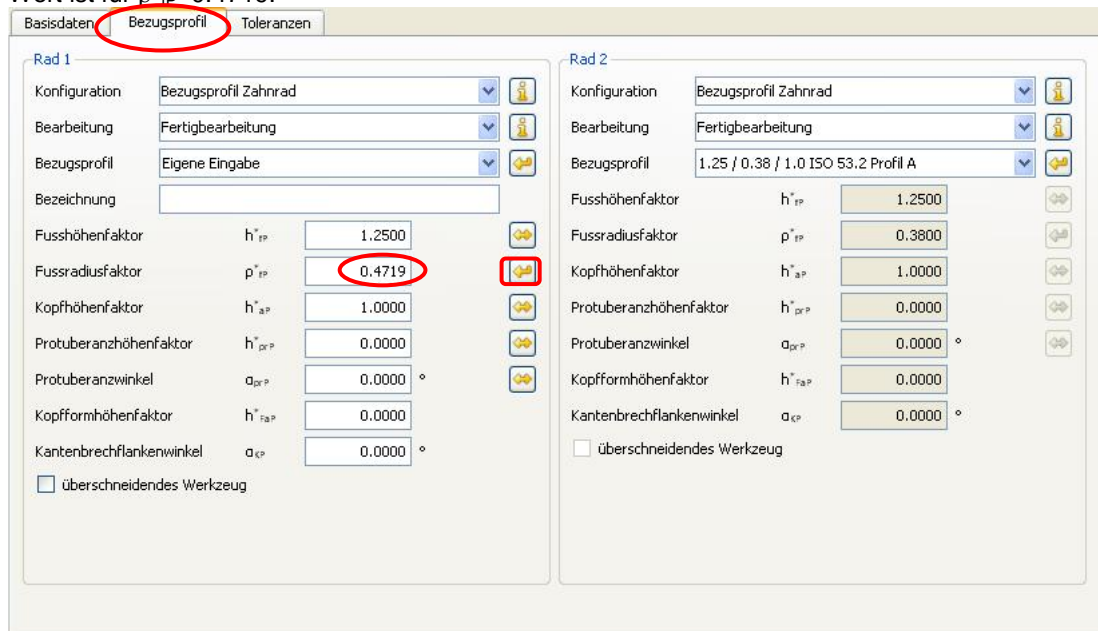 Basisdaten Bezugsprofil Toleranzen
Rad 1
Konfiguration Bezugsprofil Zahnrad
Bearbeitung Fertigbearbeitung
Bezugsprofil Eigene Eingabe
Bezeichnung
Fusshöhenfaktor h*fP 1.2500
Fussradiusfaktor ρ*fP 0.4719
Kopfhöhenfaktor h*aP 1.0000
Protuberanzhöhenfaktor h*prP 0.0000
Protuberanzwinkel αprP 0.0000 °
Kopfformhöhenfaktor h*FaP 0.0000
Kantenbrechflankenwinkel αKP 0.0000 °
überschneidendes Werkzeug
Rad 2
Konfiguration Bezugsprofil Zahnrad
Bearbeitung Fertigbearbeitung
Bezugsprofil 1.25 / 0.38 / 1.0 ISO 53.2 Profil A
Fusshöhenfaktor h*fP 1.2500
Fussradiusfaktor ρ*fP 0.3800
Kopfhöhenfaktor h*aP 1.0000
Protuberanzhöhenfaktor h*prP 0.0000
Protuberanzwinkel αprP 0.0000 °
Kopfformhöhenfaktor h*FaP 0.0000
Kantenbrechflankenwinkel αKP 0.0000 °
überschneidendes Werkzeug